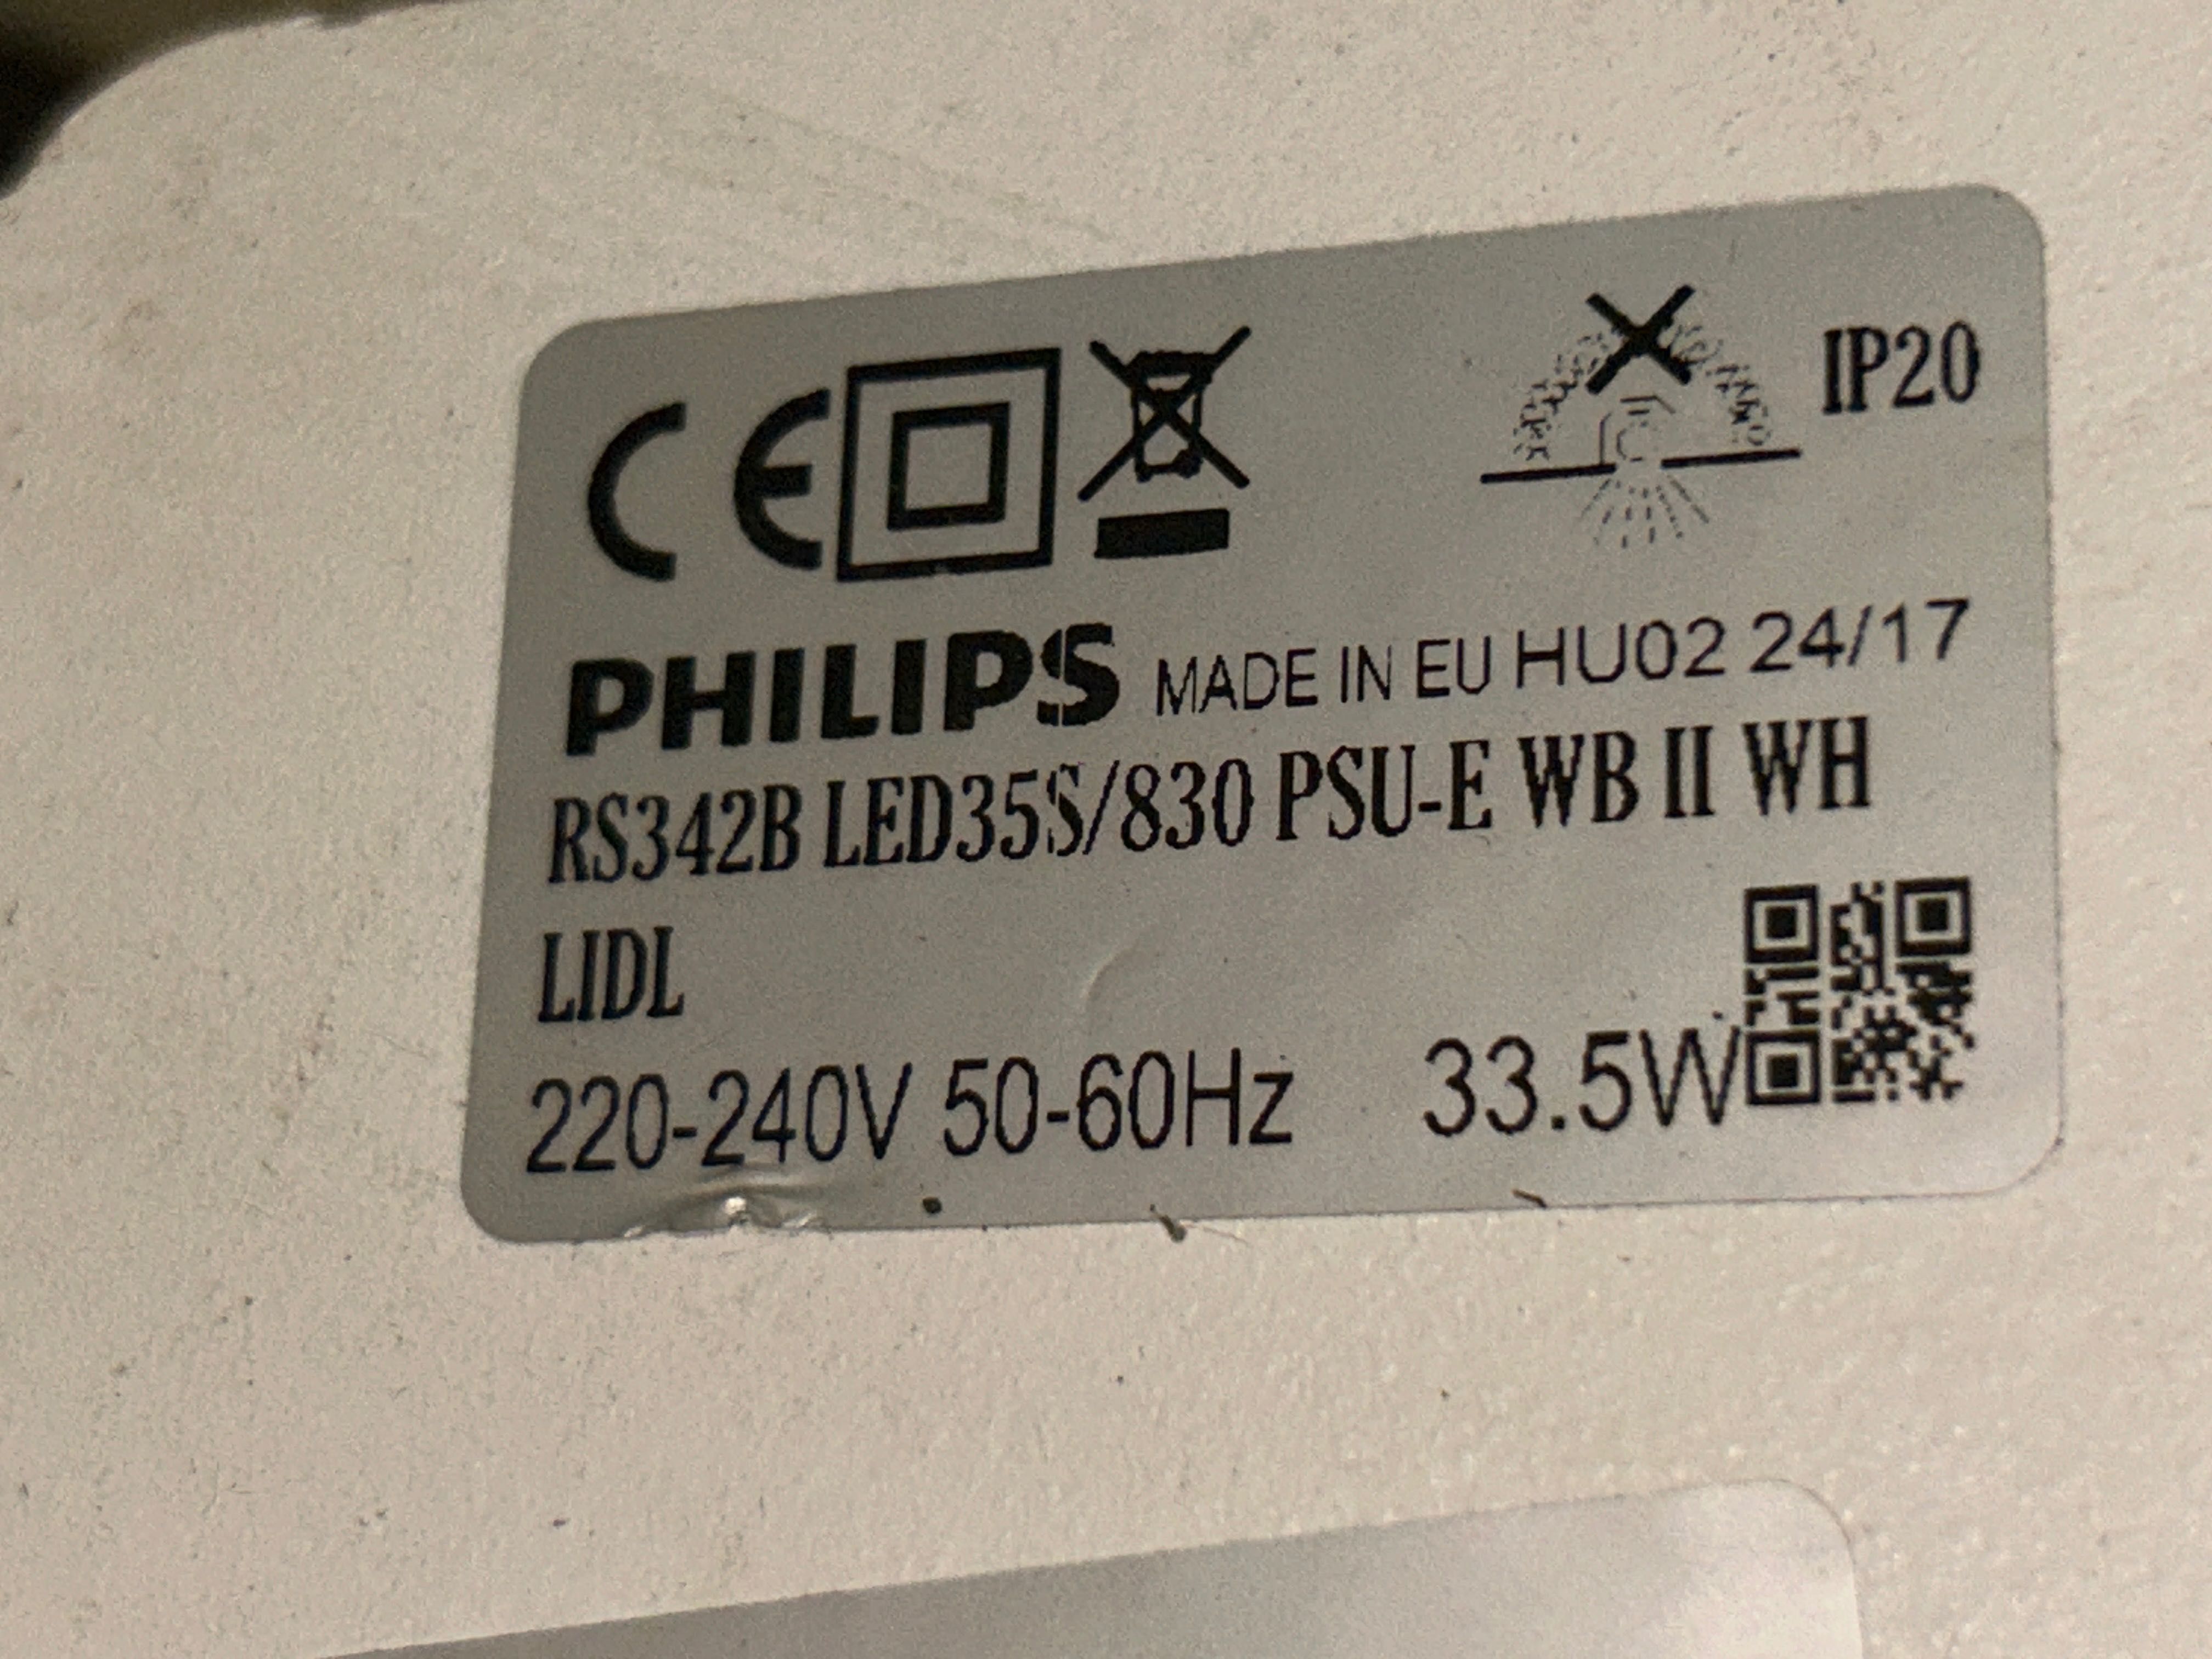 CE IP20
PHILIPS MADE IN EU HU02 24/17
RS342B LED35S/830 PSU-E WB II WH
LIDL
220-240V 50-60Hz 33.5W